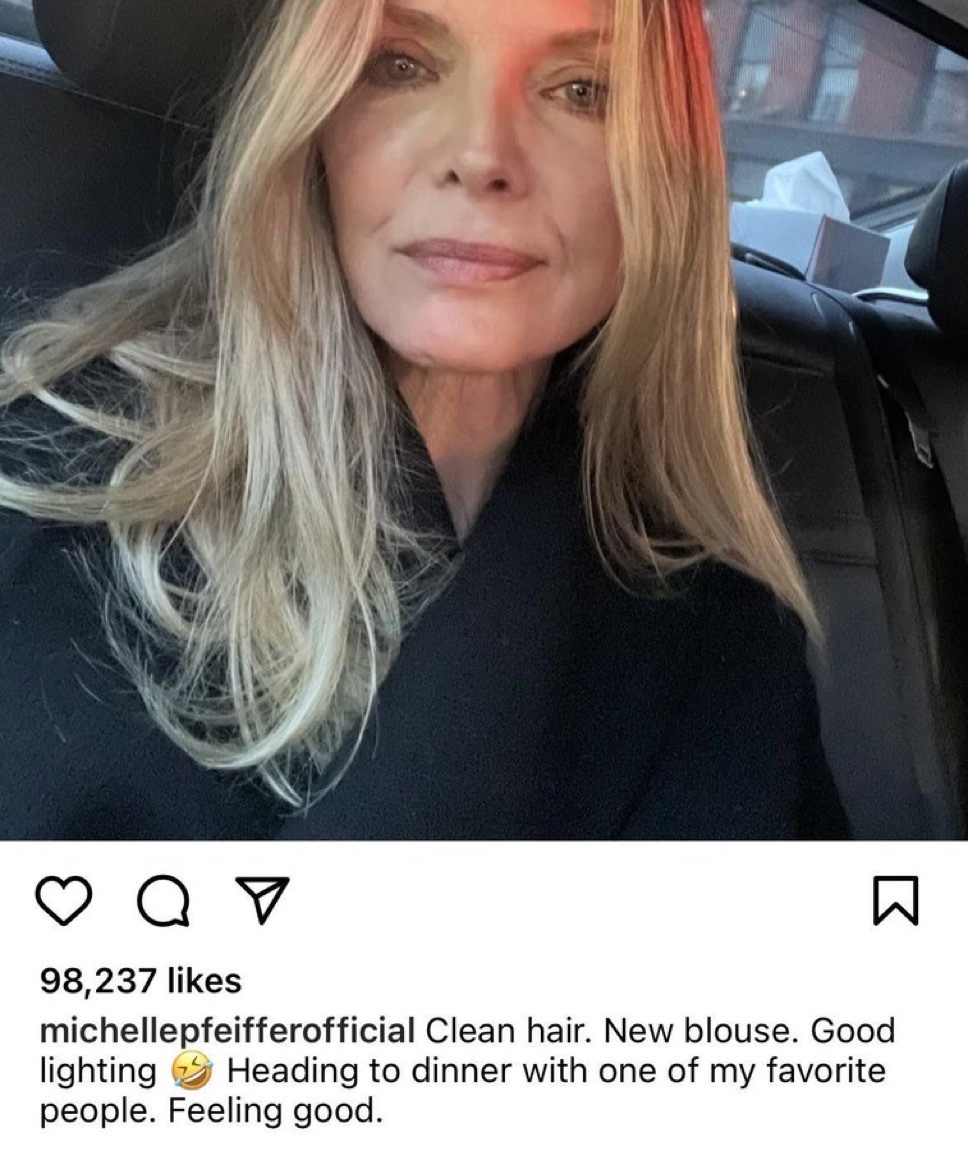 98,237 likes
michellepfeifferofficial Clean hair. New blouse. Good
lighting 🤣 Heading to dinner with one of my favorite
people. Feeling good.